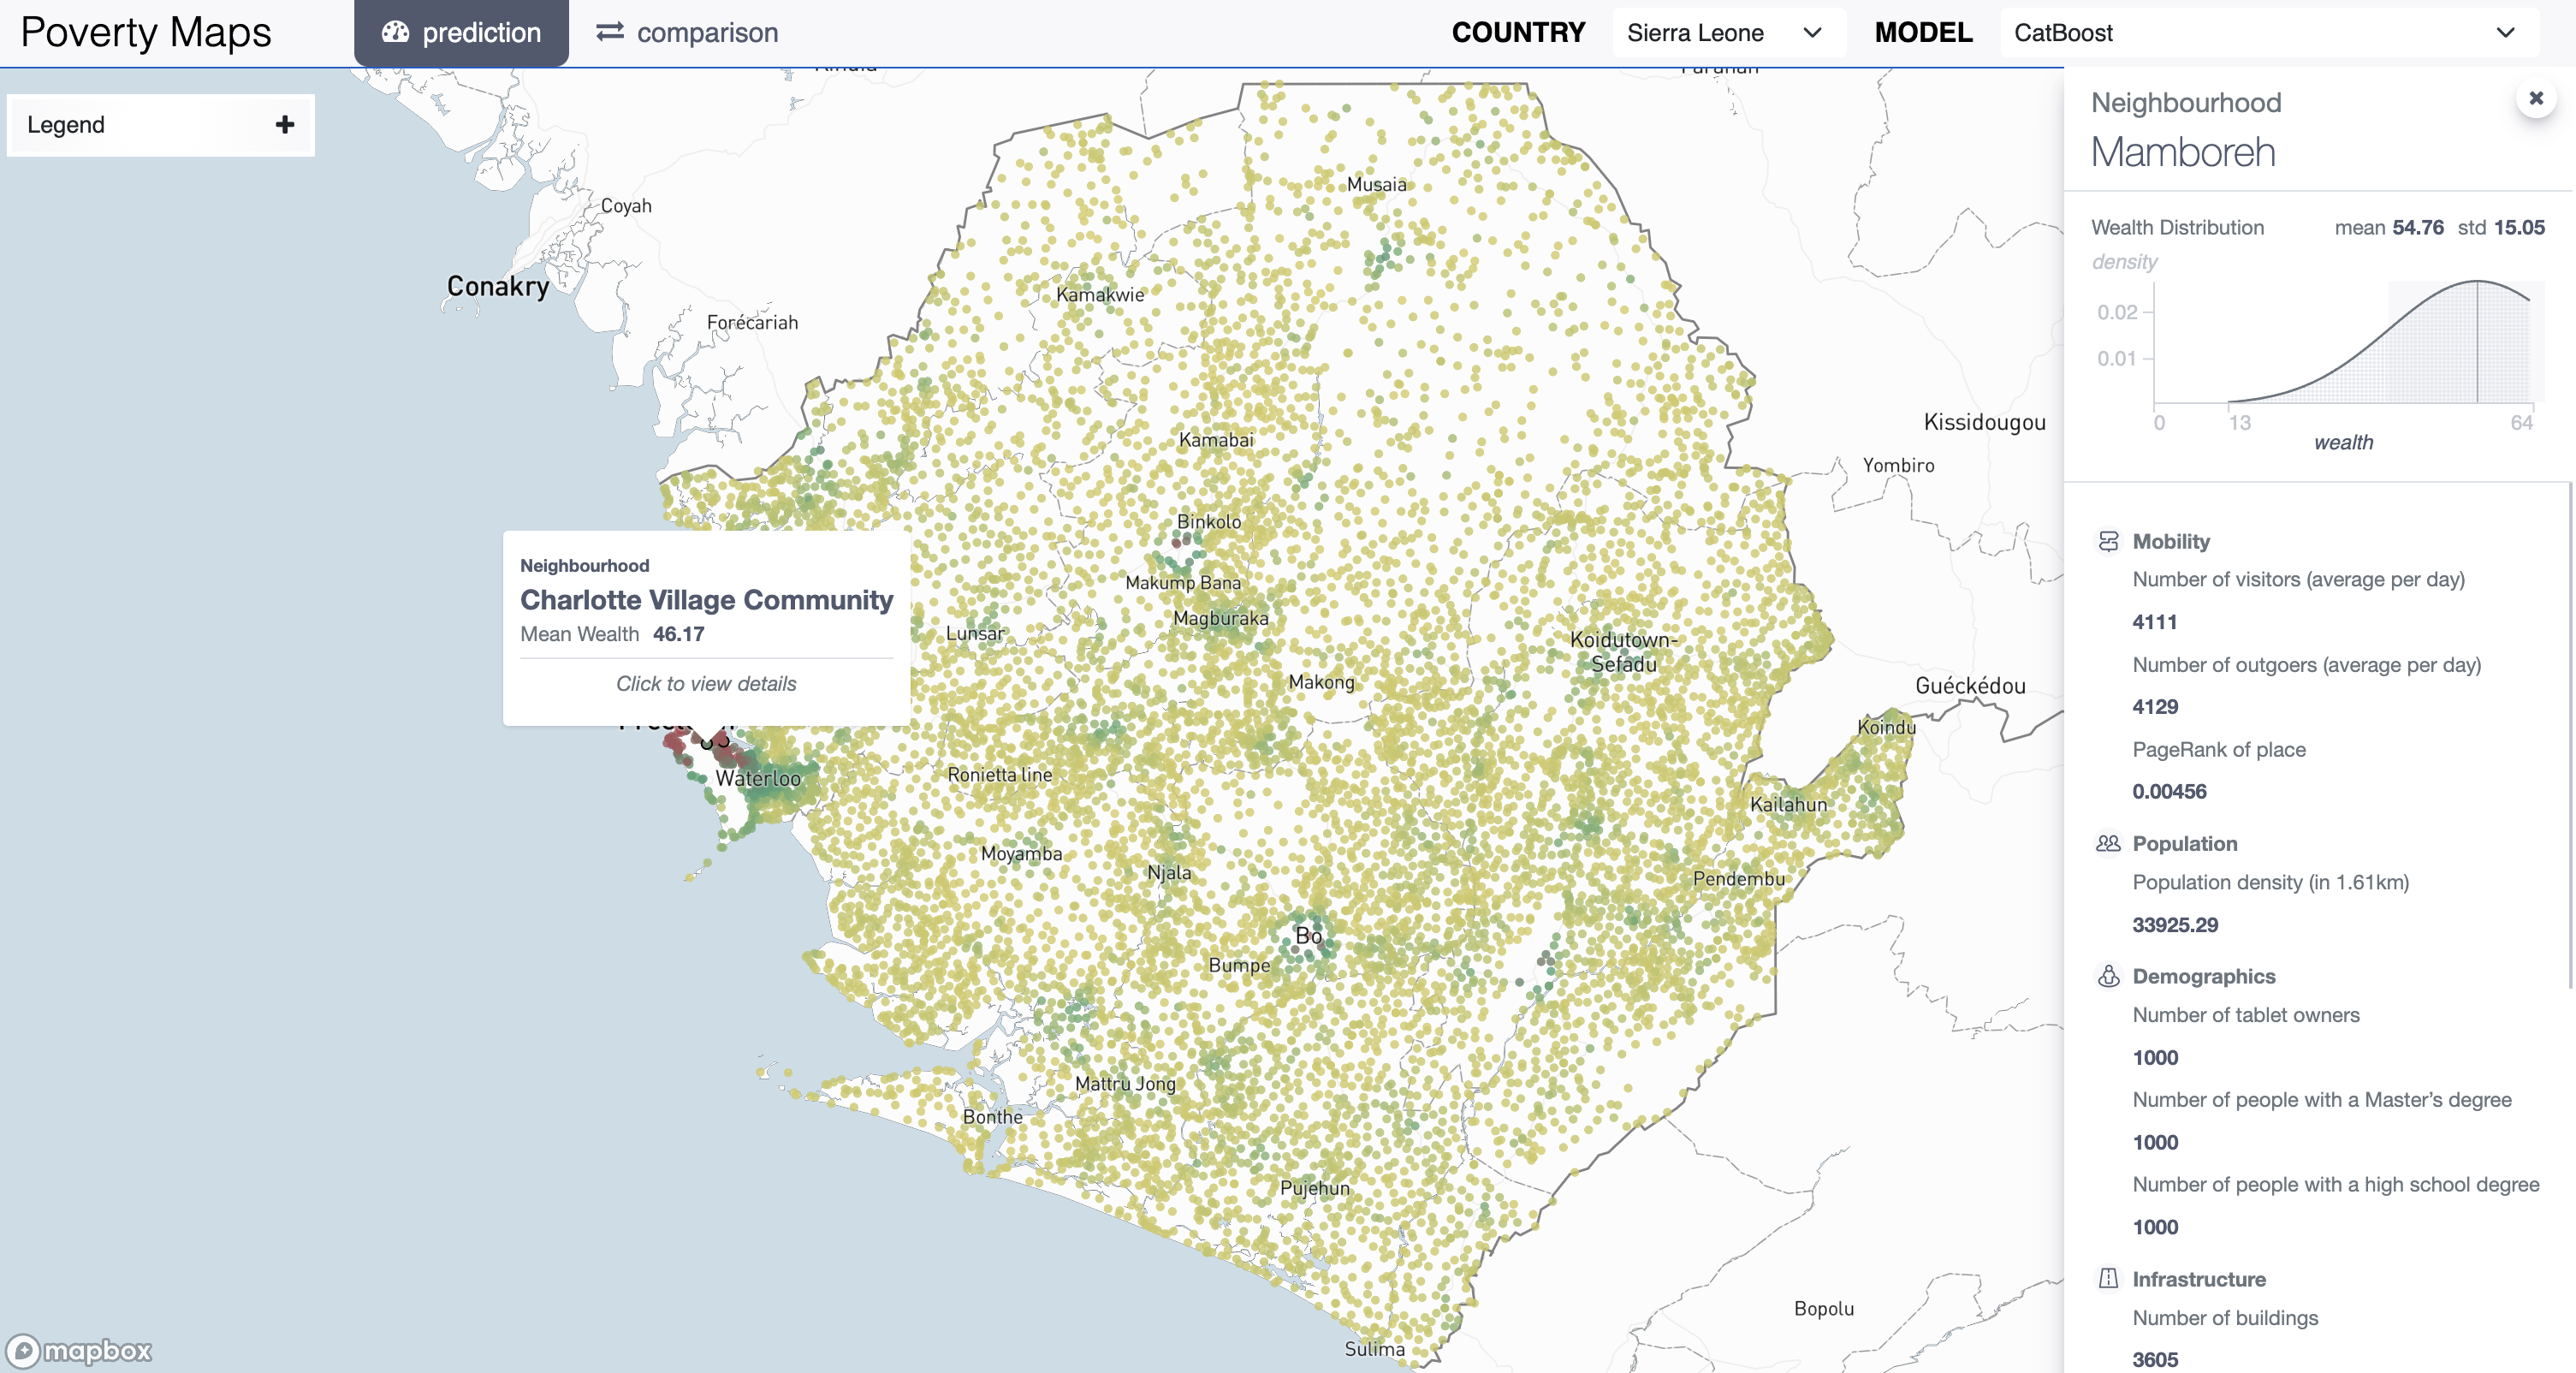 Poverty Maps
prediction
comparison
COUNTRY
Sierra Leone
MODEL
CatBoost
Legend
Coyah
Conakry
Forécariah
Musaia
Kamakwie
Kamabai
Kissidougou
Yombiro
Binkolo
Makump Bana
Magburaka
Lunsar
Koidutown-
Sefadu
Makong
Guéckédou
Koindu
Neighbourhood
Charlotte Village Community
Mean Wealth 46.17
Click to view details
Waterloo
Ronietta line
Kailahun
Moyamba
Njala
Pendembu
Bo
Bumpe
Mattru Jong
Bonthe
Pujehun
Bopolu
Sulima
mapbox
Neighbourhood
Mamboreh
Wealth Distribution mean 54.76 std 15.05
density
0.02
0.01
0 13 64
wealth
Mobility
Number of visitors (average per day)
4111
Number of outgoers (average per day)
4129
PageRank of place
0.00456
Population
Population density (in 1.61km)
33925.29
Demographics
Number of tablet owners
1000
Number of people with a Master’s degree
1000
Number of people with a high school degree
1000
Infrastructure
Number of buildings
3605